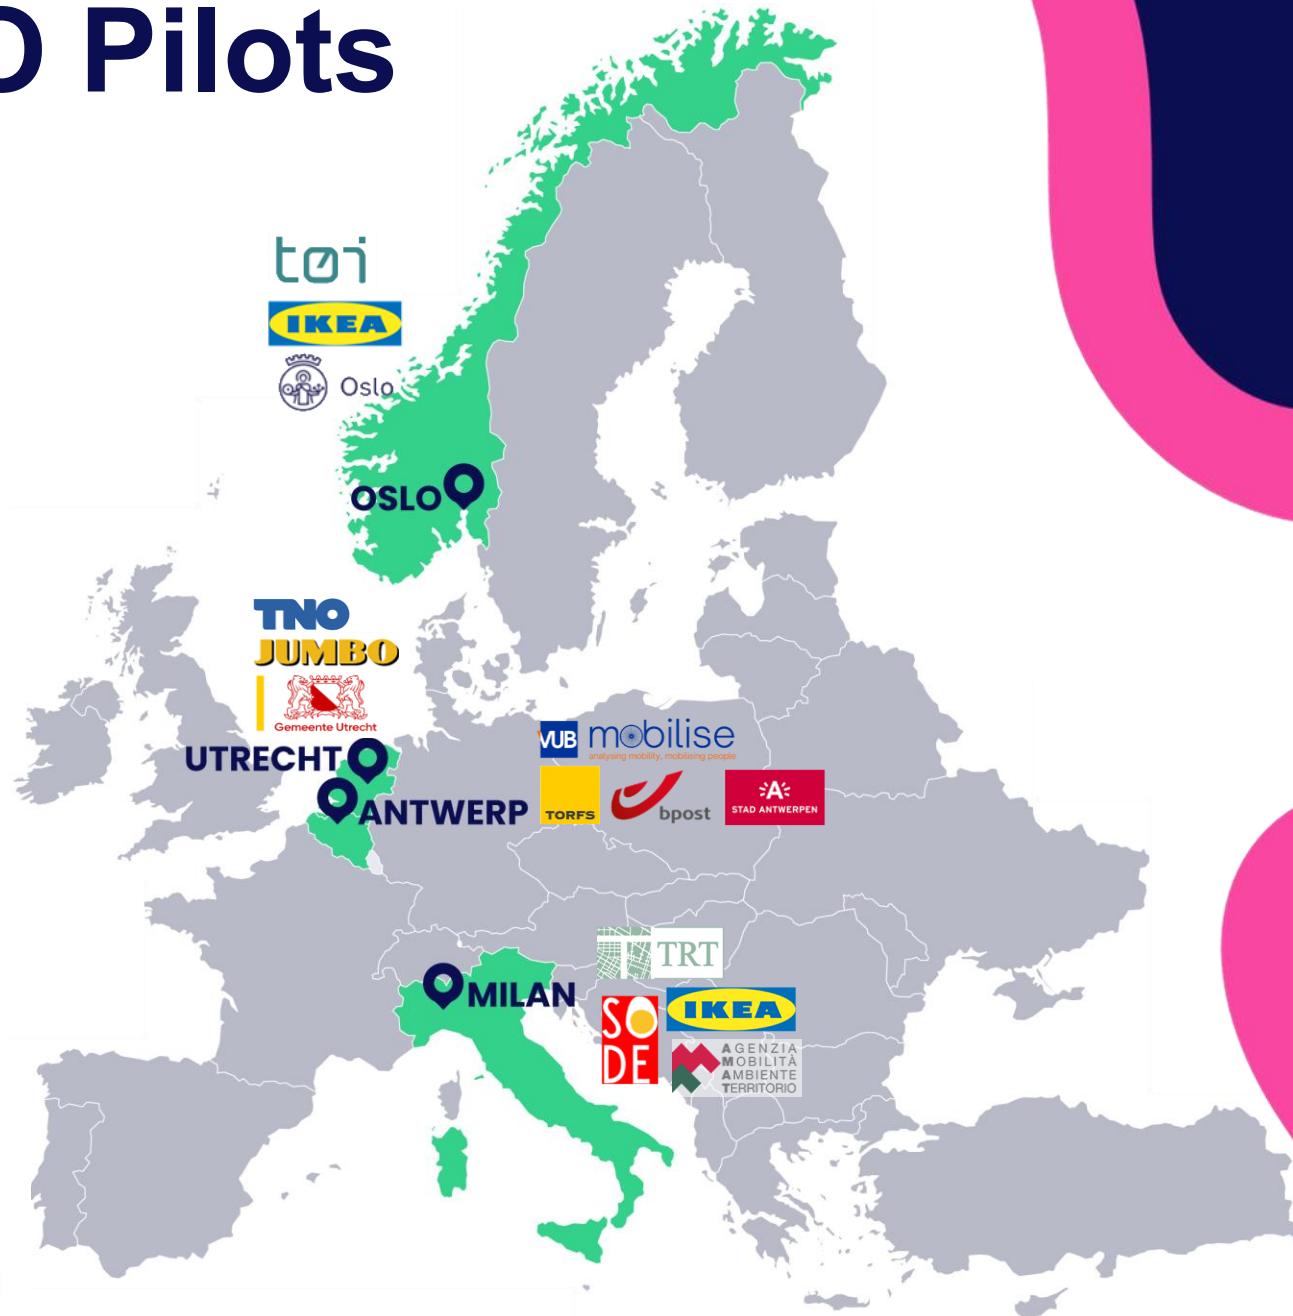 O Pilots
tøi
IKEA
Oslo
OSLO
TNO
JUMBO
Gemeente Utrecht
UTRECHT
ANTWERP
VUB mobilise
analysing mobility, mobilising people
TORFS
bpost
A
STAD ANTWERPEN
MILAN
TRT
SO
DE
IKEA
AGENZIA
MOBILITÀ
AMBIENTE
TERRITORIO